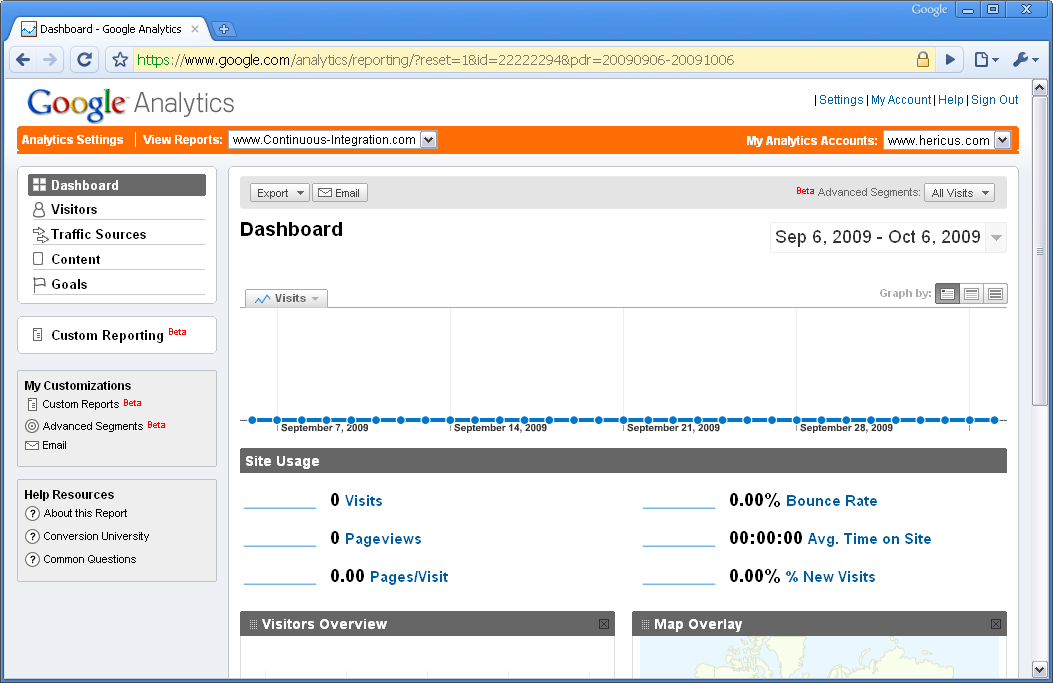 Google
Dashboard - Google Analytics
https://www.google.com/analytics/reporting/?reset=1&id=22222294&pdr=20090906-20091006
Google Analytics
| Settings | My Account | Help | Sign Out
Analytics Settings | View Reports: www.Continuous-Integration.com
My Analytics Accounts: www.hericus.com
Dashboard
Visitors
Traffic Sources
Content
Goals
Custom Reporting Beta
My Customizations
Custom Reports Beta
Advanced Segments Beta
Email
Help Resources
? About this Report
? Conversion University
? Common Questions
Export Email
Beta Advanced Segments: All Visits
Dashboard
Sep 6, 2009 - Oct 6, 2009
Visits
Graph by:
September 7, 2009 September 14, 2009 September 21, 2009 September 28, 2009
Site Usage
0 Visits
0.00% Bounce Rate
0 Pageviews
00:00:00 Avg. Time on Site
0.00 Pages/Visit
0.00% % New Visits
Visitors Overview
Map Overlay